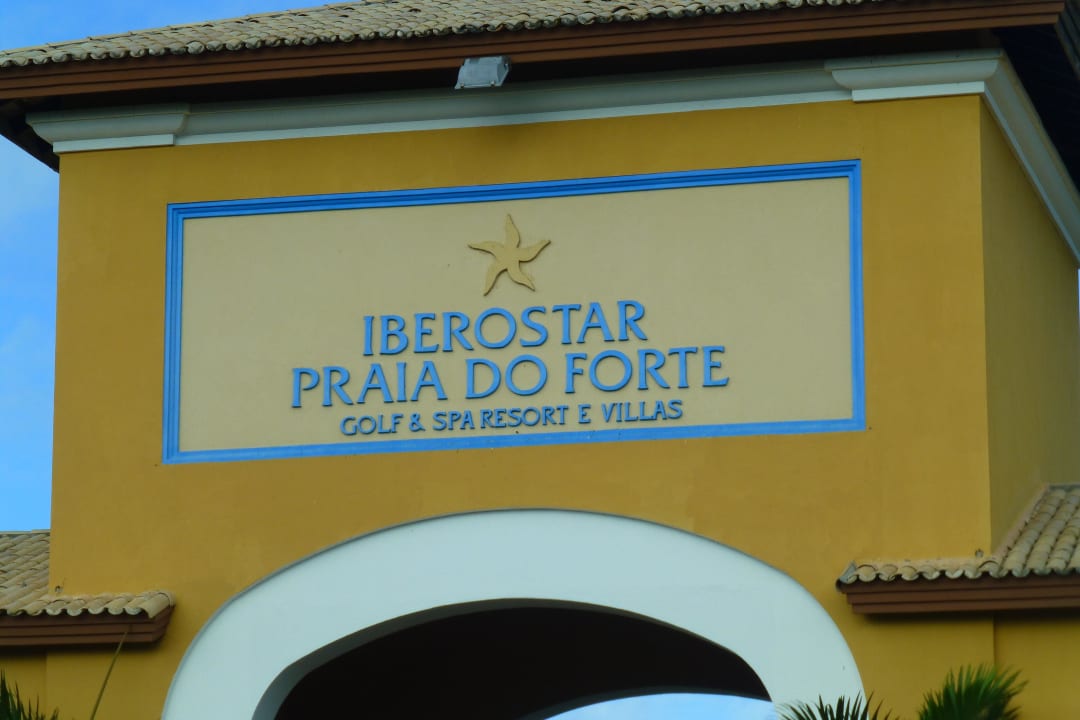 IBEROSTAR
PRAIA DO FORTE
GOLF & SPA RESORT E VILLAS